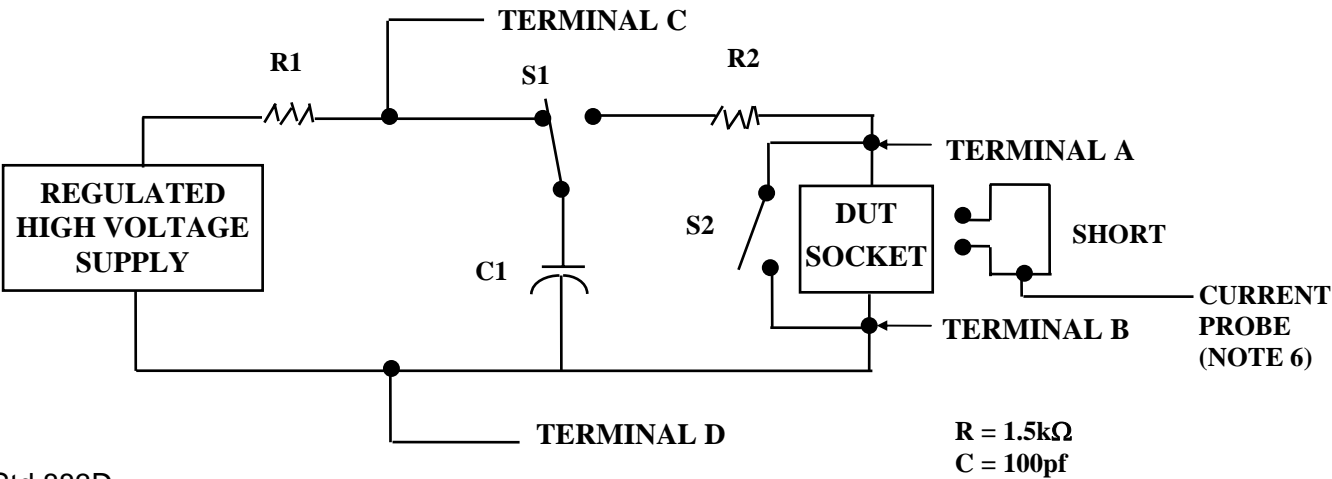 TERMINAL C
R1
S1
R2
REGULATED
HIGH VOLTAGE
SUPPLY
C1
S2
DUT
SOCKET
TERMINAL A
SHORT
CURRENT
PROBE
(NOTE 6)
TERMINAL B
TERMINAL D
R = 1.5kΩ
C = 100pf